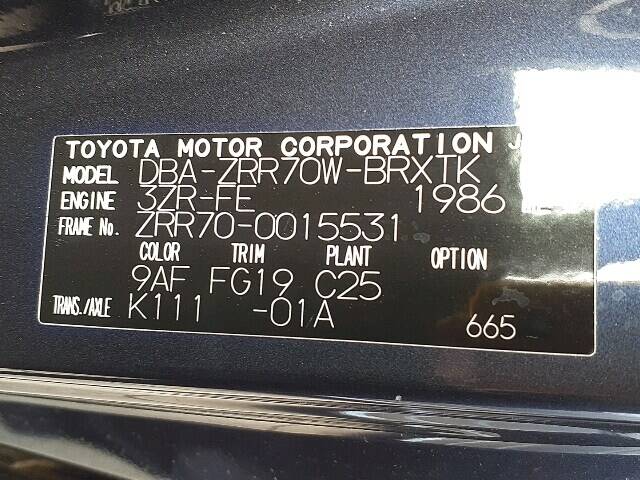 TOYOTA MOTOR CORPORATION J
MODEL DBA-ZRR70W-BRXTK
ENGINE 3ZR-FE 1986
FRAME No. ZRR70-0015531
COLOR TRIM PLANT OPTION
9AF FG19 C25
TRANS./AXLE K111 -01A
665